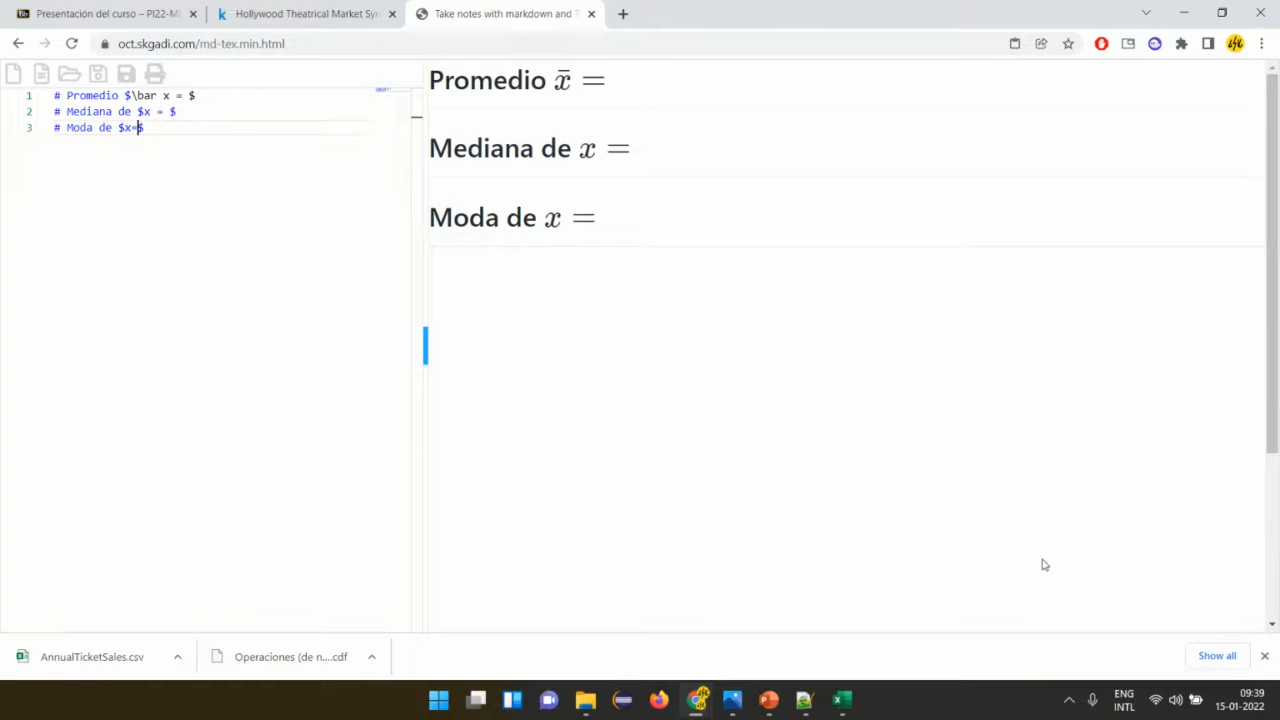 Presentación del curso – PI22-M
Hollywood Theatrical Market Syn
Take notes with markdown and T
oct.skgadi.com/md-tex.min.html
1 # Promedio $\bar x = $
2 # Mediana de $x = $
3 # Moda de $x=$
Promedio x̄ =
Mediana de x =
Moda de x =
AnnualTicketSales.csv
Operaciones (de n....cdf
Show all
ENG
INTL
09:39
15-01-2022